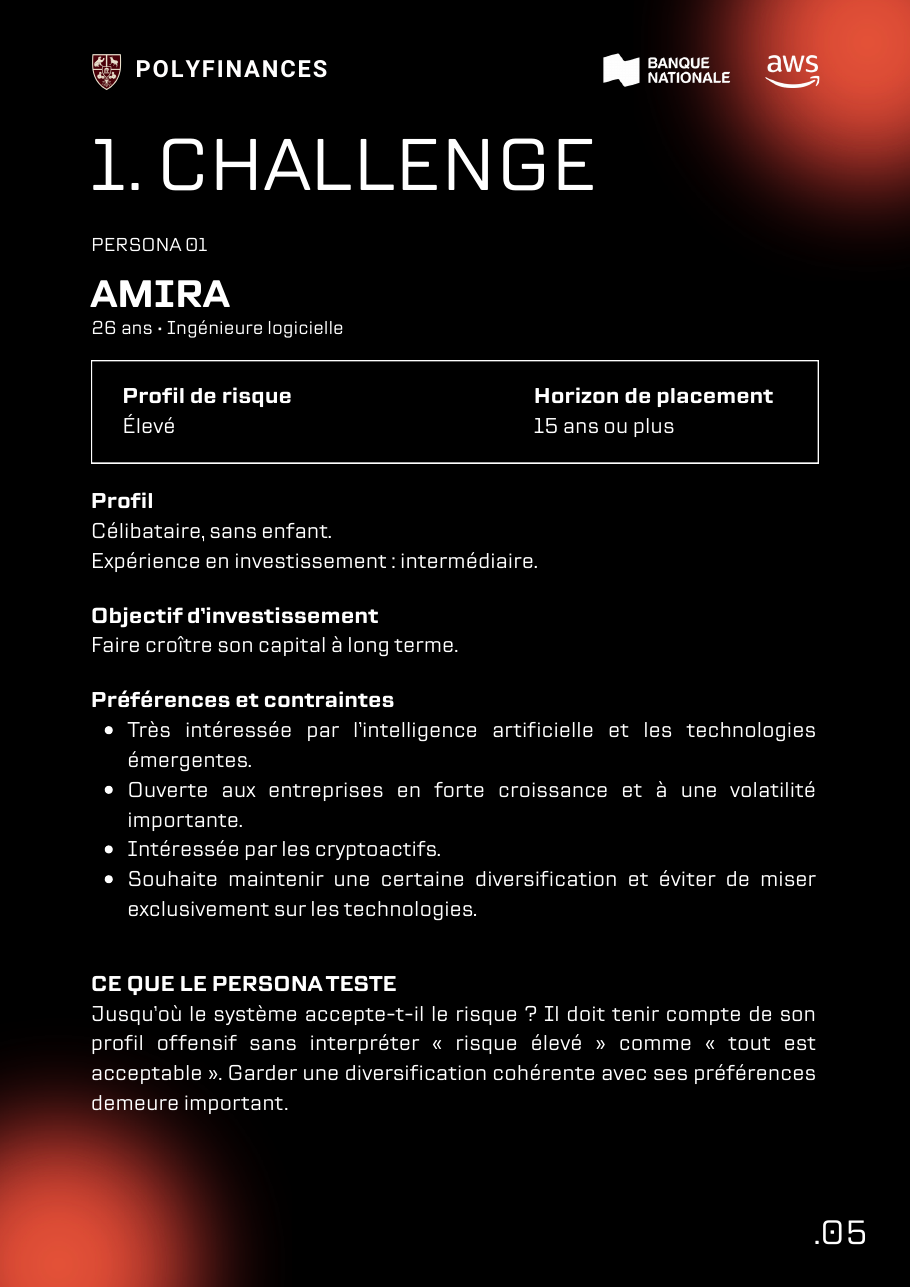 POLYFINANCES
BANQUE
NATIONALE
aws
1. CHALLENGE
PERSONA 01
AMIRA
26 ans • Ingénieure logicielle
Profil de risque
Élevé
Horizon de placement
15 ans ou plus
Profil
Célibataire, sans enfant.
Expérience en investissement : intermédiaire.
Objectif d’investissement
Faire croître son capital à long terme.
Préférences et contraintes
• Très intéressée par l’intelligence artificielle et les technologies
émergentes.
• Ouverte aux entreprises en forte croissance et à une volatilité
importante.
• Intéressée par les cryptoactifs.
• Souhaite maintenir une certaine diversification et éviter de miser
exclusivement sur les technologies.
CE QUE LE PERSONA TESTE
Jusqu’où le système accepte-t-il le risque ? Il doit tenir compte de son
profil offensif sans interpréter « risque élevé » comme « tout est
acceptable ». Garder une diversification cohérente avec ses préférences
demeure important.
.05